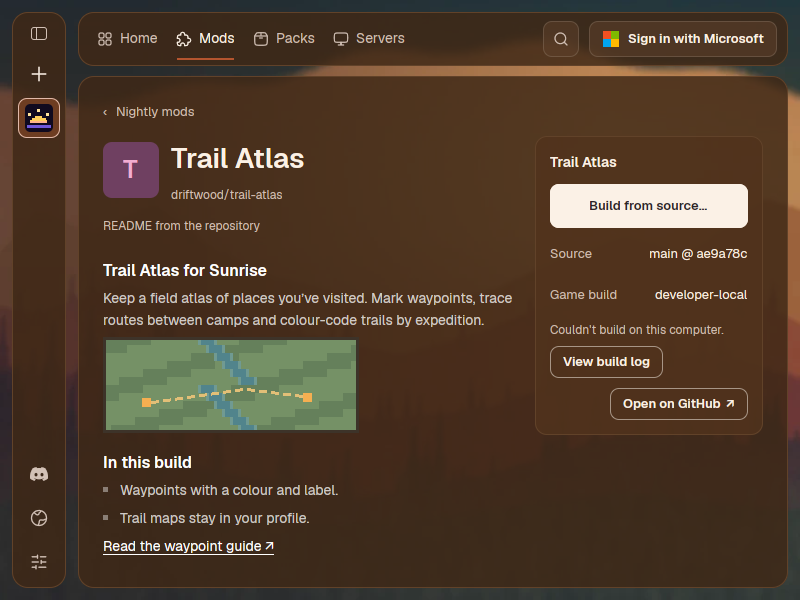 Home
Mods
Packs
Servers
Sign in with Microsoft
‹ Nightly mods
T
Trail Atlas
driftwood/trail-atlas
README from the repository
Trail Atlas for Sunrise
Keep a field atlas of places you've visited. Mark waypoints, trace
routes between camps and colour-code trails by expedition.
In this build
Waypoints with a colour and label.
Trail maps stay in your profile.
Read the waypoint guide ↗
Trail Atlas
Build from source…
Source main @ ae9a78c
Game build developer-local
Couldn't build on this computer.
View build log
Open on GitHub ↗